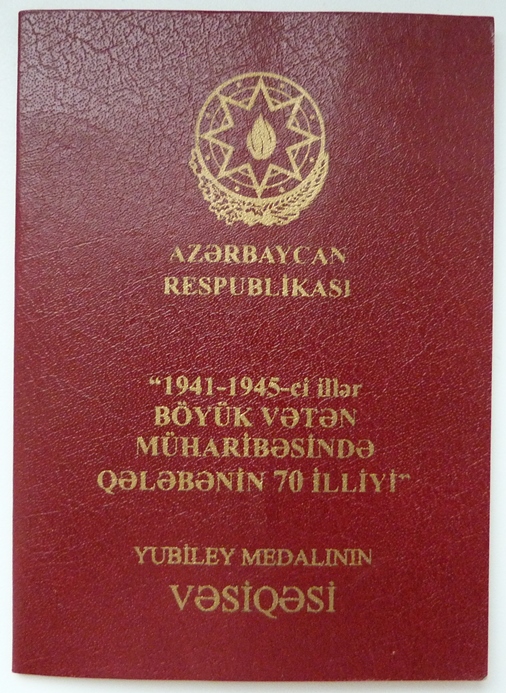 AZƏRBAYCAN
RESPUBLİKASI
“1941-1945-ci illər
BÖYÜK VƏTƏN
MÜHARİBƏSİNDƏ
QƏLƏBƏNİN 70 İLLİYİ”
YUBİLEY MEDALININ
VƏSİQƏSİ